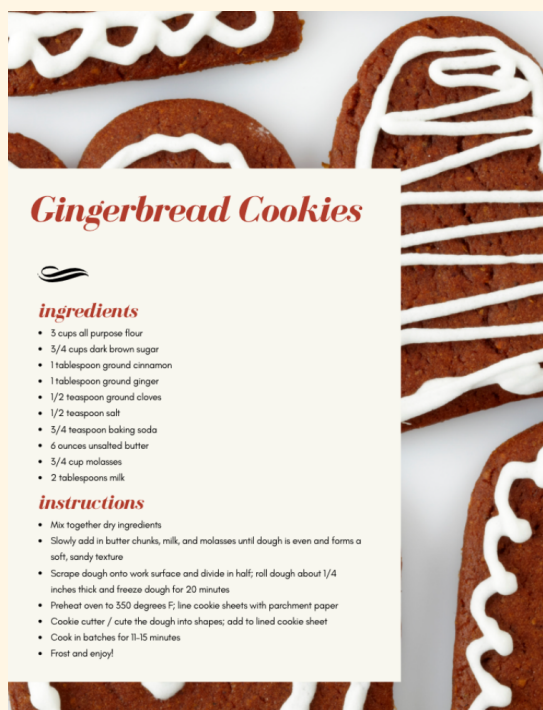 Gingerbread Cookies
ingredients
3 cups all purpose flour
3/4 cups dark brown sugar
1 tablespoon ground cinnamon
1 tablespoon ground ginger
1/2 teaspoon ground cloves
1/2 teaspoon salt
3/4 teaspoon baking soda
6 ounces unsalted butter
3/4 cup molasses
2 tablespoons milk
instructions
Mix together dry ingredients
Slowly add in butter chunks, milk, and molasses until dough is even and forms a
soft, sandy texture
Scrape dough onto work surface and divide in half; roll dough about 1/4
inches thick and freeze dough for 20 minutes
Preheat oven to 350 degrees F; line cookie sheets with parchment paper
Cookie cutter / cute the dough into shapes; add to lined cookie sheet
Cook in batches for 11-15 minutes
Frost and enjoy!